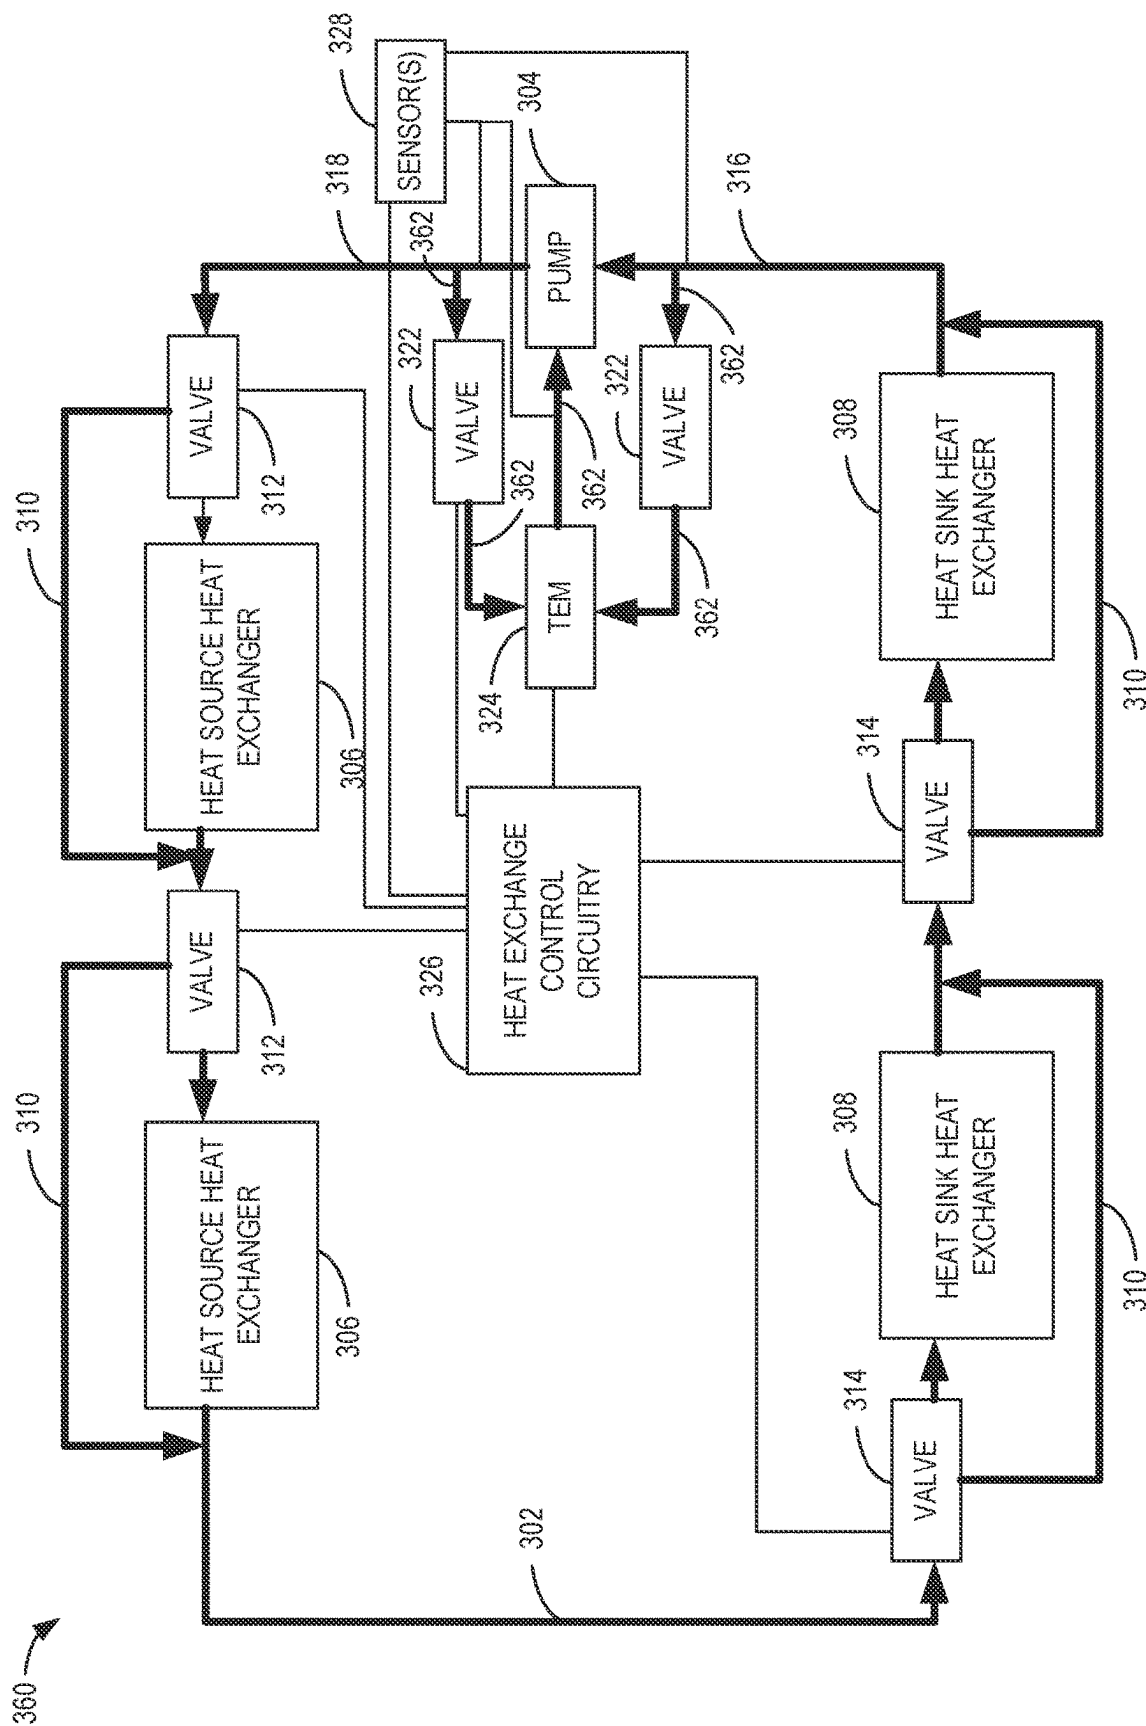 360
310
310
VALVE
312
HEAT SOURCE HEAT
EXCHANGER
306
VALVE
312
HEAT SOURCE HEAT
EXCHANGER
306
318
SENSOR(S)
328
362
322
VALVE
362
304
PUMP
362
TEM
324
322
VALVE
362
362
326
HEAT EXCHANGE
CONTROL
CIRCUITRY
302
316
314
VALVE
308
HEAT SINK HEAT
EXCHANGER
310
314
VALVE
308
HEAT SINK HEAT
EXCHANGER
310